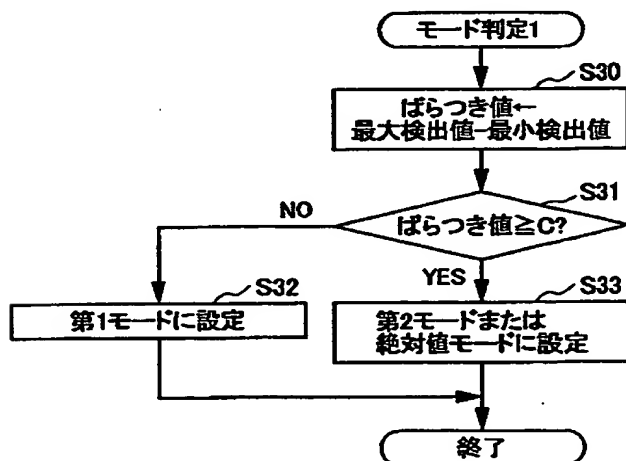 モード判定1
S30
ばらつき値←
最大検出値-最小検出値
S31
ばらつき値≧C?
NO
YES
S32
第1モードに設定
S33
第2モードまたは
絶対値モードに設定
終了